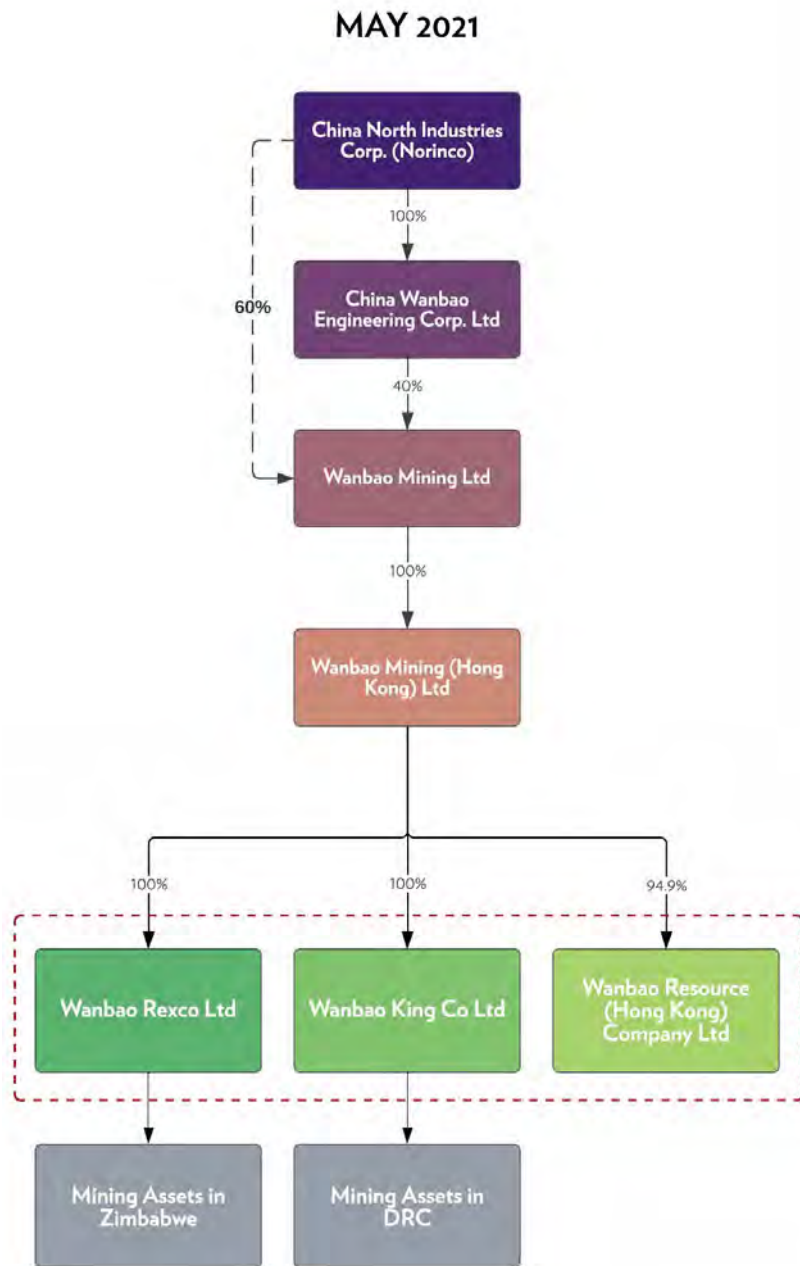 MAY 2021
China North Industries
Corp. (Norinco)
100%
China Wanbao
Engineering Corp. Ltd
60%
40%
Wanbao Mining Ltd
100%
Wanbao Mining (Hong
Kong) Ltd
100%
100%
94.9%
Wanbao Rexco Ltd
Wanbao King Co Ltd
Wanbao Resource
(Hong Kong)
Company Ltd
Mining Assets in
Zimbabwe
Mining Assets in
DRC